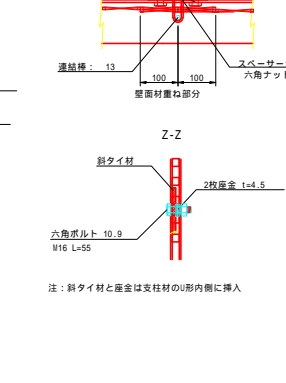 連結棒： 13
スペーサー
六角ナット
100 100
壁面材重ね部分
Z-Z
斜タイ材
2枚座金 t=4.5
六角ボルト 10.9
M16 L=55
注：斜タイ材と座金は支柱材のU形内側に挿入